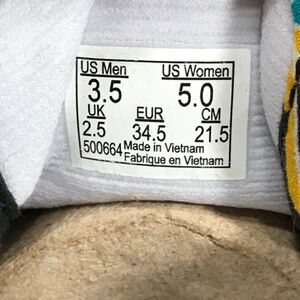 US Men US Women
3.5 5.0
UK EUR CM
2.5 34.5 21.5
500664 Made in Vietnam
Fabrique en Vietnam